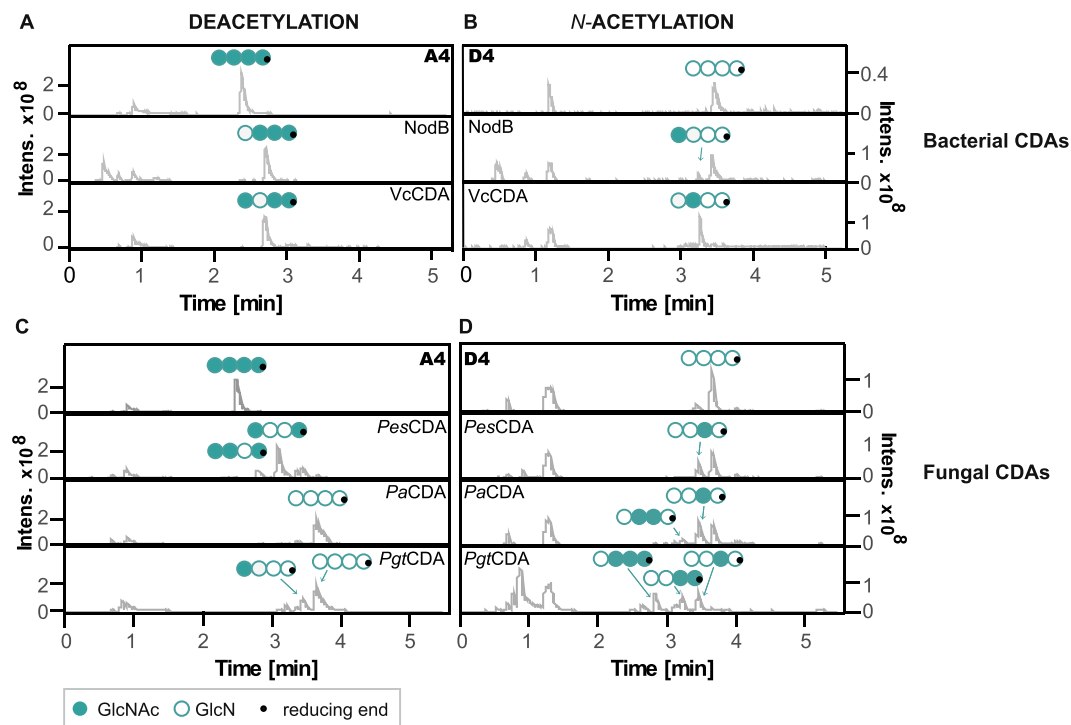 A DEACETYLATION B N-ACETYLATION
A4 D4
2 0 0.4 0
NodB NodB
2 0 1 0
VcCDA VcCDA
2 0 1 0
Intens. x10⁸
Intens. x10⁸
Bacterial CDAs
0 1 2 3 4 5 0 1 2 3 4 5
Time [min] Time [min]
C D
A4 D4
2 0 1 0
PesCDA PesCDA
2 0 1 0
PaCDA PaCDA
2 0 1 0
PgtCDA PgtCDA
2 0 1 0
Intens. x10⁸
Intens. x10⁸
Fungal CDAs
0 1 2 3 4 5 0 1 2 3 4 5
Time [min] Time [min]
GlcNAc GlcN reducing end